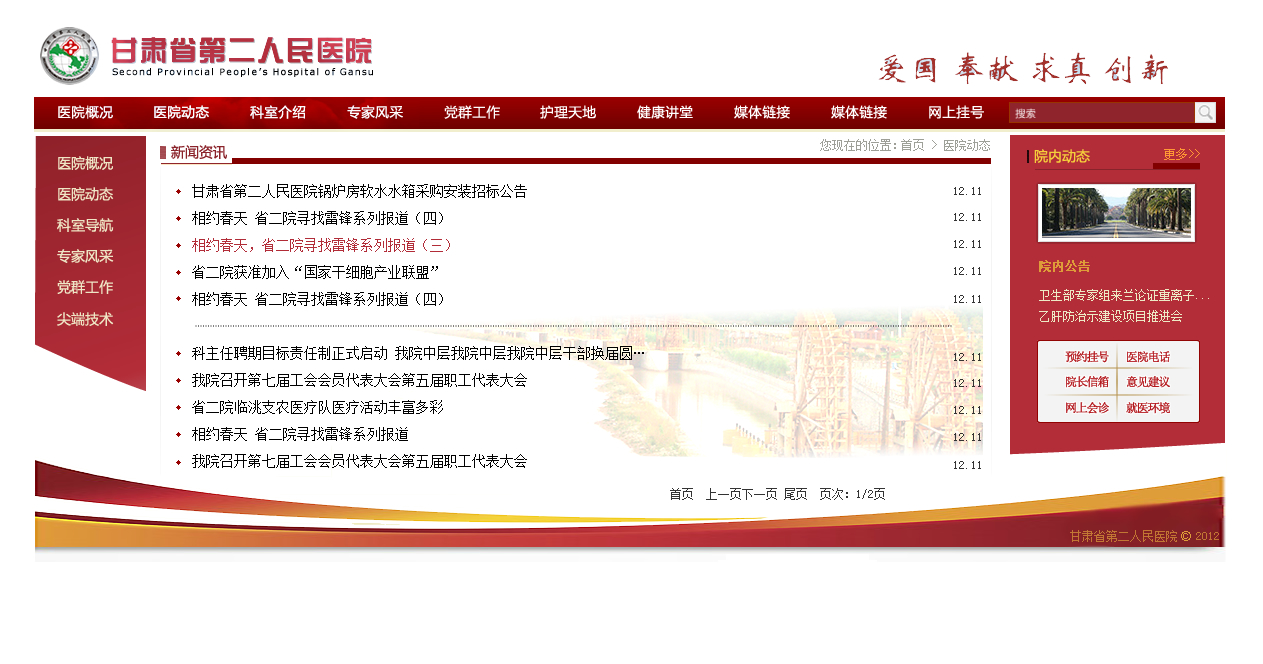 甘肃省第二人民医院
Second Provincial People's Hospital of Gansu
爱国 奉献 求真 创新
医院概况 医院动态 科室介绍 专家风采 党群工作 护理天地 健康讲堂 媒体链接 媒体链接 网上挂号 搜索
医院概况
医院动态
科室导航
专家风采
党群工作
尖端技术
新闻资讯 您现在的位置：首页 > 医院动态
甘肃省第二人民医院锅炉房软水水箱采购安装招标公告 12.11
相约春天 省二院寻找雷锋系列报道（四） 12.11
相约春天，省二院寻找雷锋系列报道（三） 12.11
省二院获准加入“国家干细胞产业联盟” 12.11
相约春天 省二院寻找雷锋系列报道（四） 12.11
科主任聘期目标责任制正式启动 我院中层我院中层我院中层干部换届圆… 12.11
我院召开第七届工会会员代表大会第五届职工代表大会 12.11
省二院临洮支农医疗队医疗活动丰富多彩 12.11
相约春天 省二院寻找雷锋系列报道 12.11
我院召开第七届工会会员代表大会第五届职工代表大会 12.11
首页 上一页下一页 尾页 页次：1/2页
院内动态 更多>>
院内公告
卫生部专家组来兰论证重离子...
乙肝防治示建设项目推进会
预约挂号 医院电话
院长信箱 意见建议
网上会诊 就医环境
甘肃省第二人民医院 © 2012